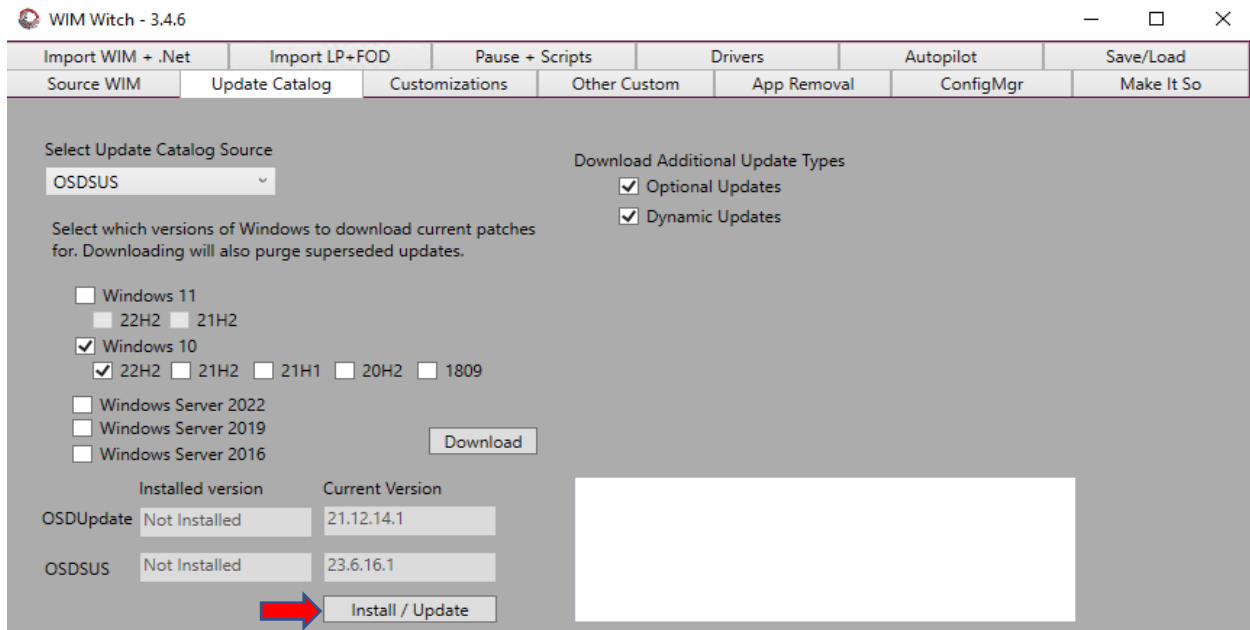 WIM Witch - 3.4.6
Import WIM + .Net Import LP+FOD Pause + Scripts Drivers Autopilot Save/Load
Source WIM Update Catalog Customizations Other Custom App Removal ConfigMgr Make It So
Select Update Catalog Source
OSDSUS
Download Additional Update Types
Optional Updates
Dynamic Updates
Select which versions of Windows to download current patches
for. Downloading will also purge superseded updates.
Windows 11
22H2 21H2
Windows 10
22H2 21H2 21H1 20H2 1809
Windows Server 2022
Windows Server 2019
Windows Server 2016
Download
Installed version Current Version
OSDUpdate Not Installed 21.12.14.1
OSDSUS Not Installed 23.6.16.1
Install / Update